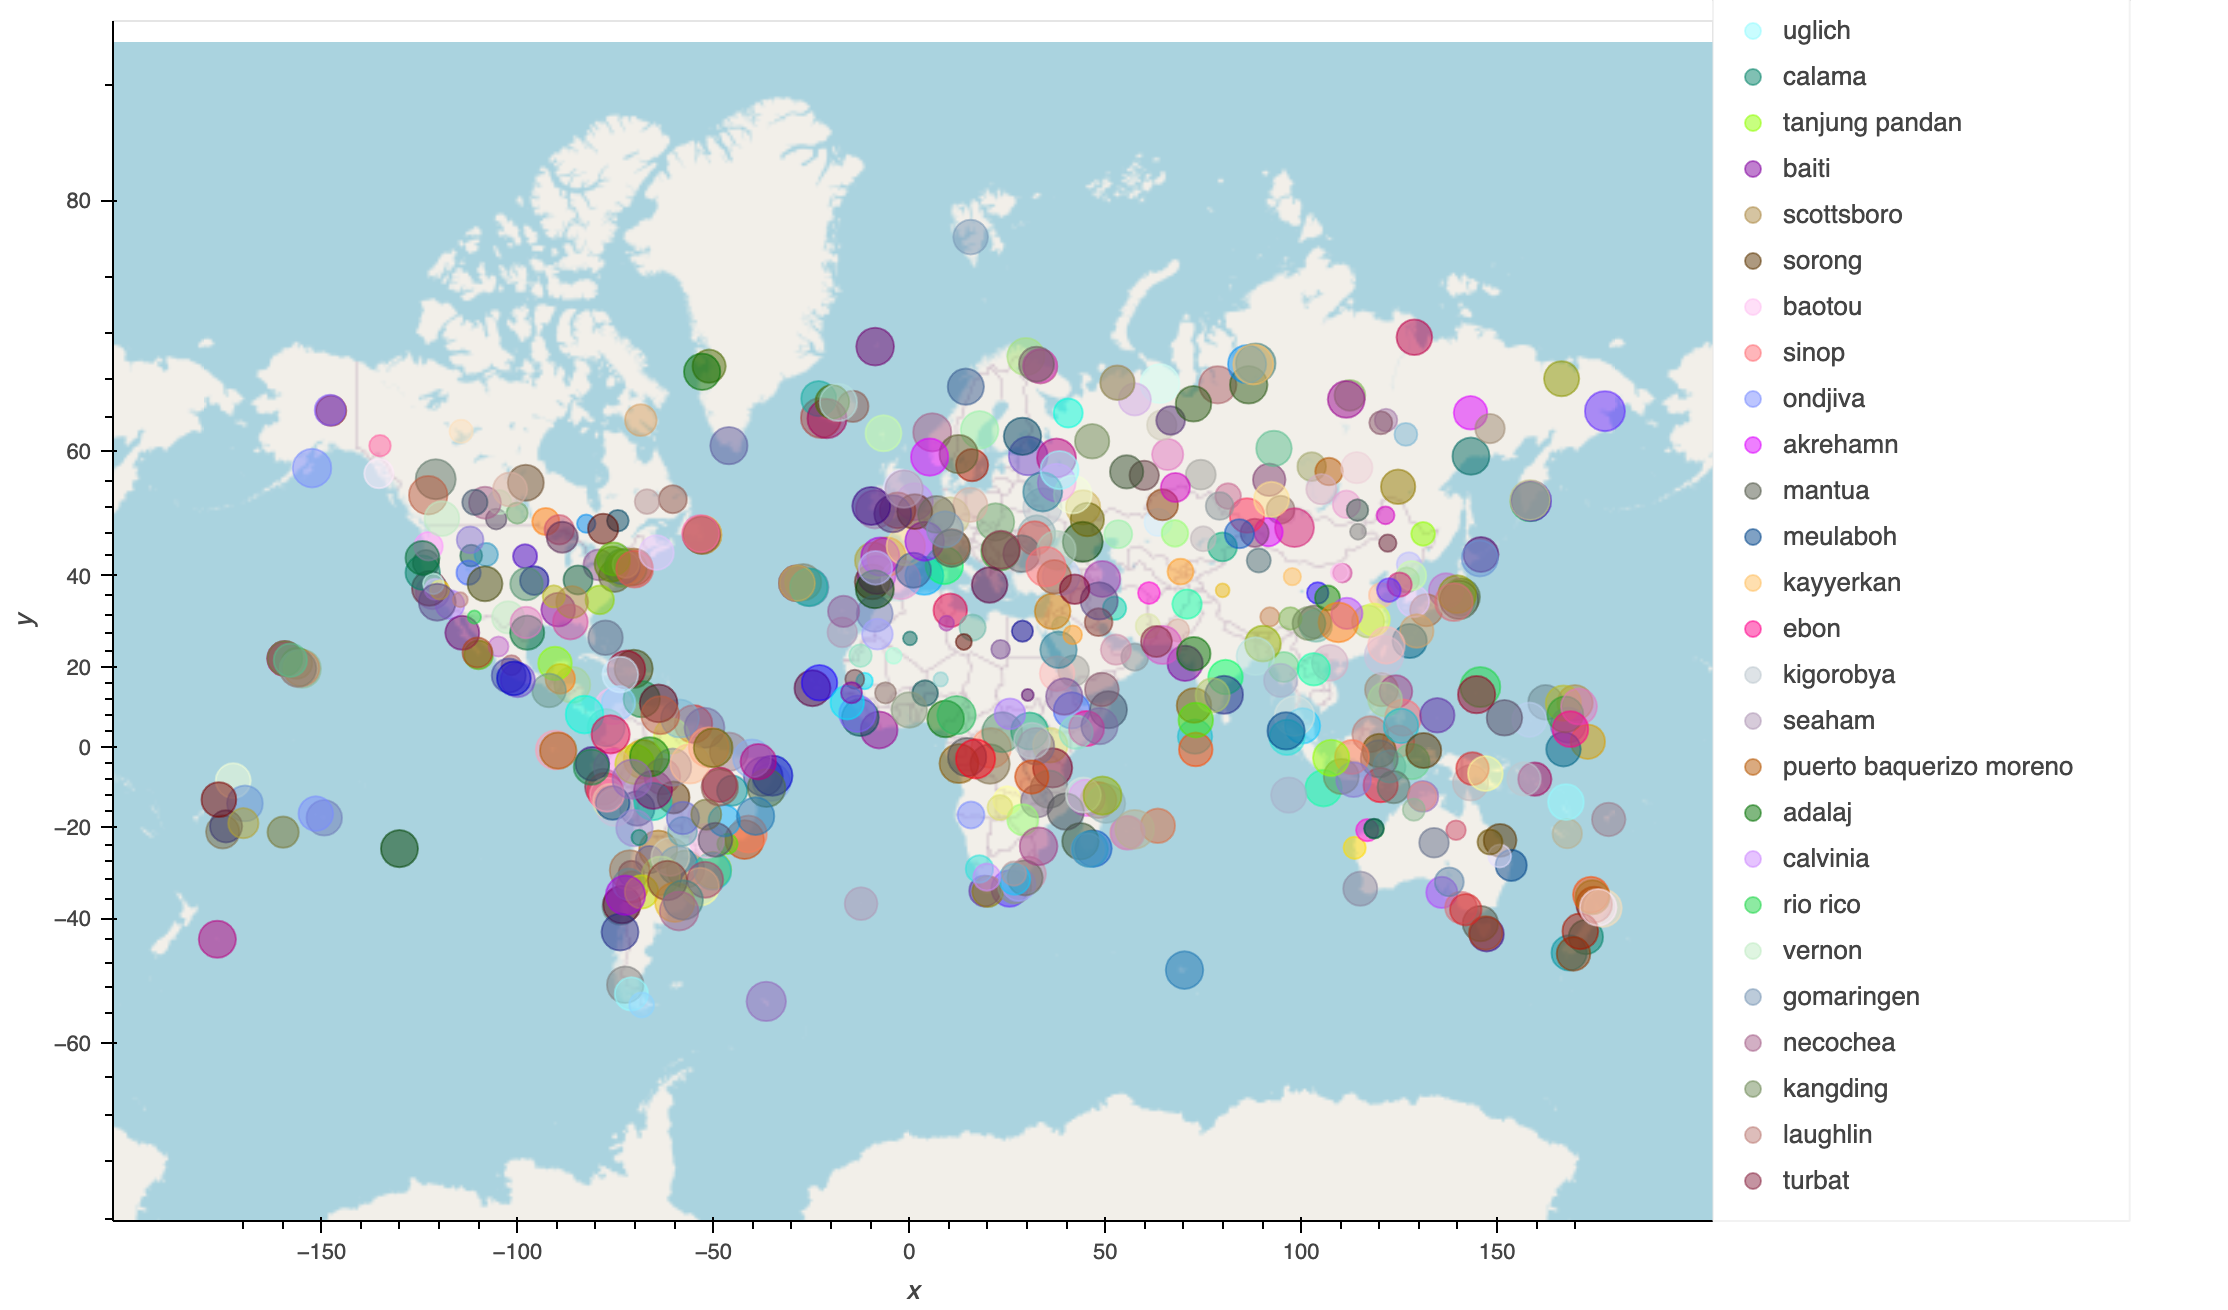 80
60
40
20
0
−20
−40
−60
y
−150
−100
−50
0
50
100
150
x
uglich
calama
tanjung pandan
baiti
scottsboro
sorong
baotou
sinop
ondjiva
akrehamn
mantua
meulaboh
kayyerkan
ebon
kigorobya
seaham
puerto baquerizo moreno
adalaj
calvinia
rio rico
vernon
gomaringen
necochea
kangding
laughlin
turbat